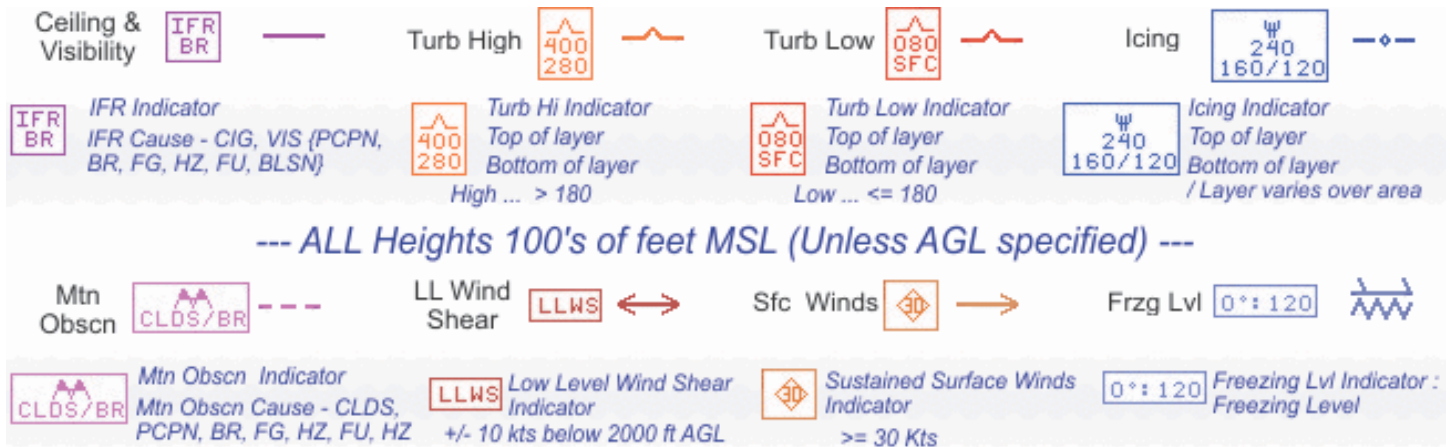 Ceiling & Visibility IFR BR
Turb High 400 280
Turb Low 080 SFC
Icing 240 160/120
IFR BR
IFR Indicator
IFR Cause - CIG, VIS {PCPN,
BR, FG, HZ, FU, BLSN}
400 280
Turb Hi Indicator
Top of layer
Bottom of layer
High ... > 180
080 SFC
Turb Low Indicator
Top of layer
Bottom of layer
Low ... <= 180
240 160/120
Icing Indicator
Top of layer
Bottom of layer
/ Layer varies over area
--- ALL Heights 100's of feet MSL (Unless AGL specified) ---
Mtn Obscn CLDS/BR
LL Wind Shear LLWS
Sfc Winds 30
Frzg Lvl 0°:120
CLDS/BR
Mtn Obscn Indicator
Mtn Obscn Cause - CLDS,
PCPN, BR, FG, HZ, FU, HZ
LLWS
Low Level Wind Shear
Indicator
+/- 10 kts below 2000 ft AGL
30
Sustained Surface Winds
Indicator
>= 30 Kts
0°:120
Freezing Lvl Indicator :
Freezing Level